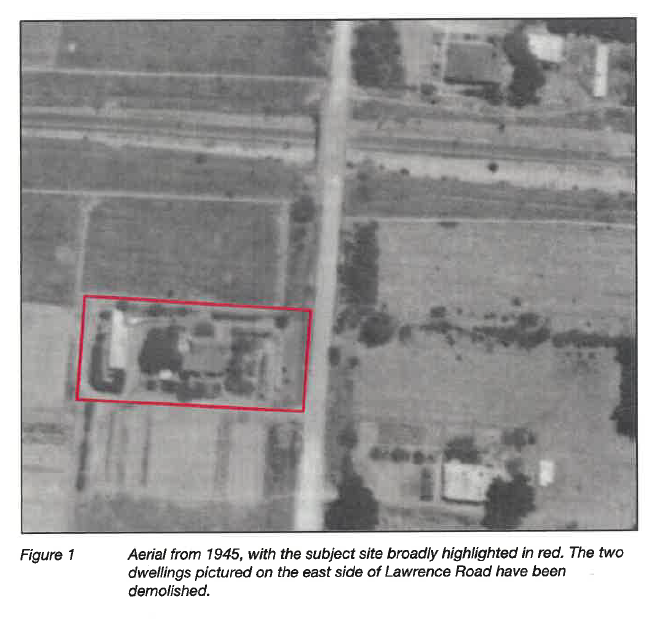 Figure 1 Aerial from 1945, with the subject site broadly highlighted in red. The two
dwellings pictured on the east side of Lawrence Road have been
demolished.